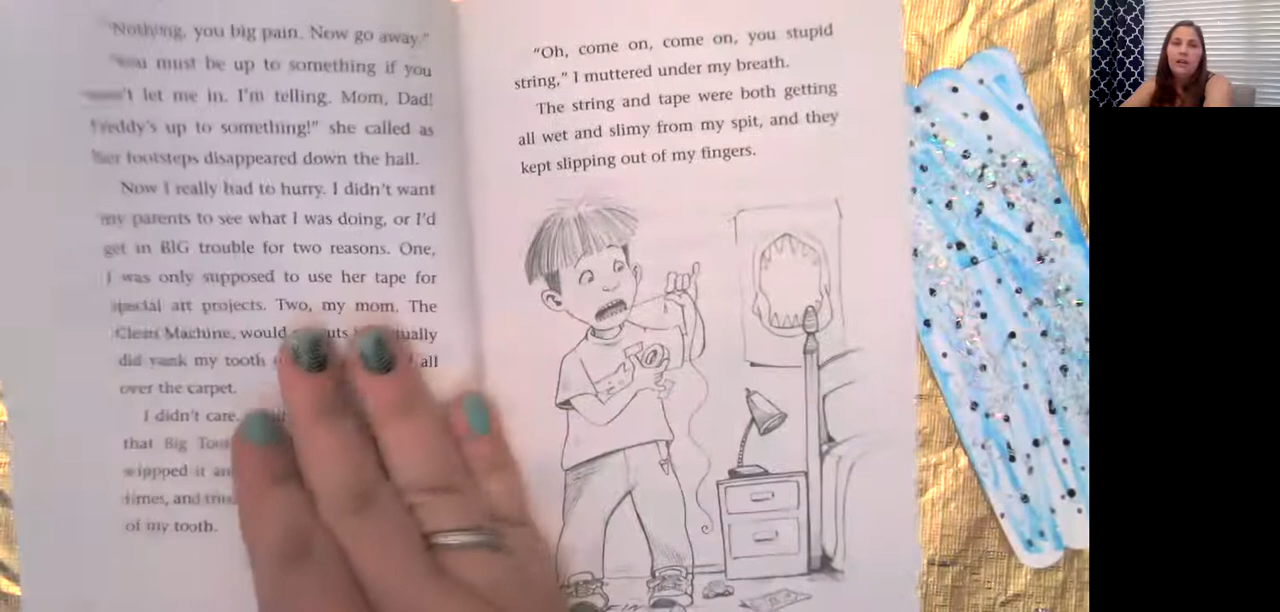 "Nothing, you big pain. Now go away."
must be up to something if you
let me in. I'm telling. Mom, Dad!
Freddy's up to something!" she called as
her footsteps disappeared down the hall.
Now I really had to hurry. I didn't want
my parents to see what I was doing, or I'd
get in BIG trouble for two reasons. One,
I was only supposed to use her tape for
special art projects. Two, my mom, The
Clean Machine, would
did yank my tooth all
over the carpet.
I didn't care.
that Big
times, and
of my tooth.
"Oh, come on, come on, you stupid
string," I muttered under my breath.
The string and tape were both getting
all wet and slimy from my spit, and they
kept slipping out of my fingers.